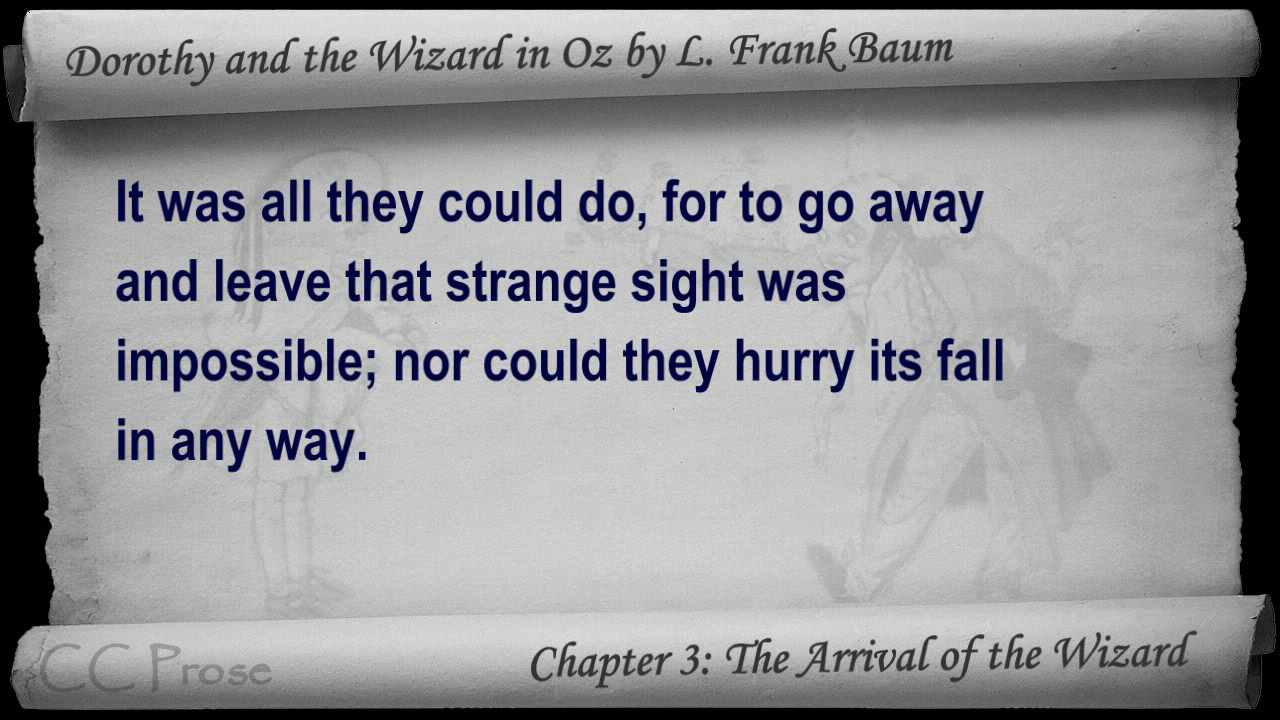 Dorothy and the Wizard in Oz by L. Frank Baum
It was all they could do, for to go away
and leave that strange sight was
impossible; nor could they hurry its fall
in any way.
CC Prose
Chapter 3: The Arrival of the Wizard